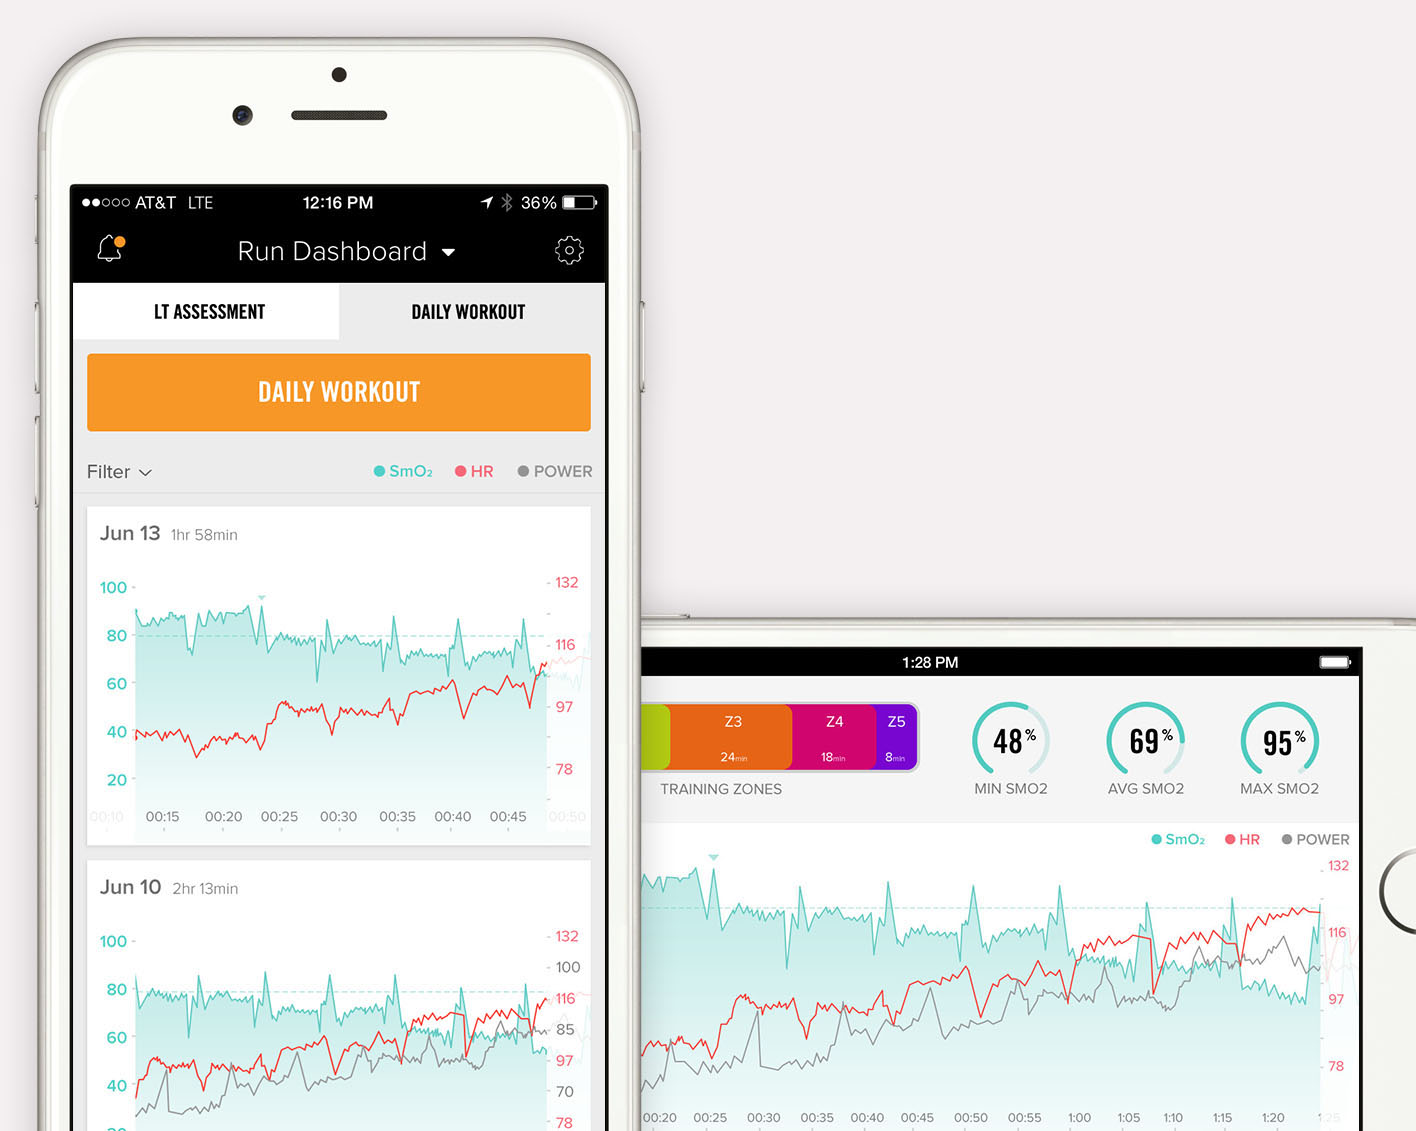 AT&T LTE 12:16 PM 36%
Run Dashboard
LT ASSESSMENT DAILY WORKOUT
DAILY WORKOUT
Filter SmO2 HR POWER
Jun 13 1hr 58min
100 132
80 116
60 97
40 78
20
00:10 00:15 00:20 00:25 00:30 00:35 00:40 00:45 00:50
Jun 10 2hr 13min
132
100 100
80 116
60 85
97
40 70
78
1:28 PM
Z3 Z4 Z5
24min 18min 8min
TRAINING ZONES
48% 69% 95%
MIN SMO2 AVG SMO2 MAX SMO2
SmO2 HR POWER
132
116
97
78
00:20 00:25 00:30 00:35 00:40 00:45 00:50 00:55 1:00 1:05 1:10 1:15 1:20 1:25